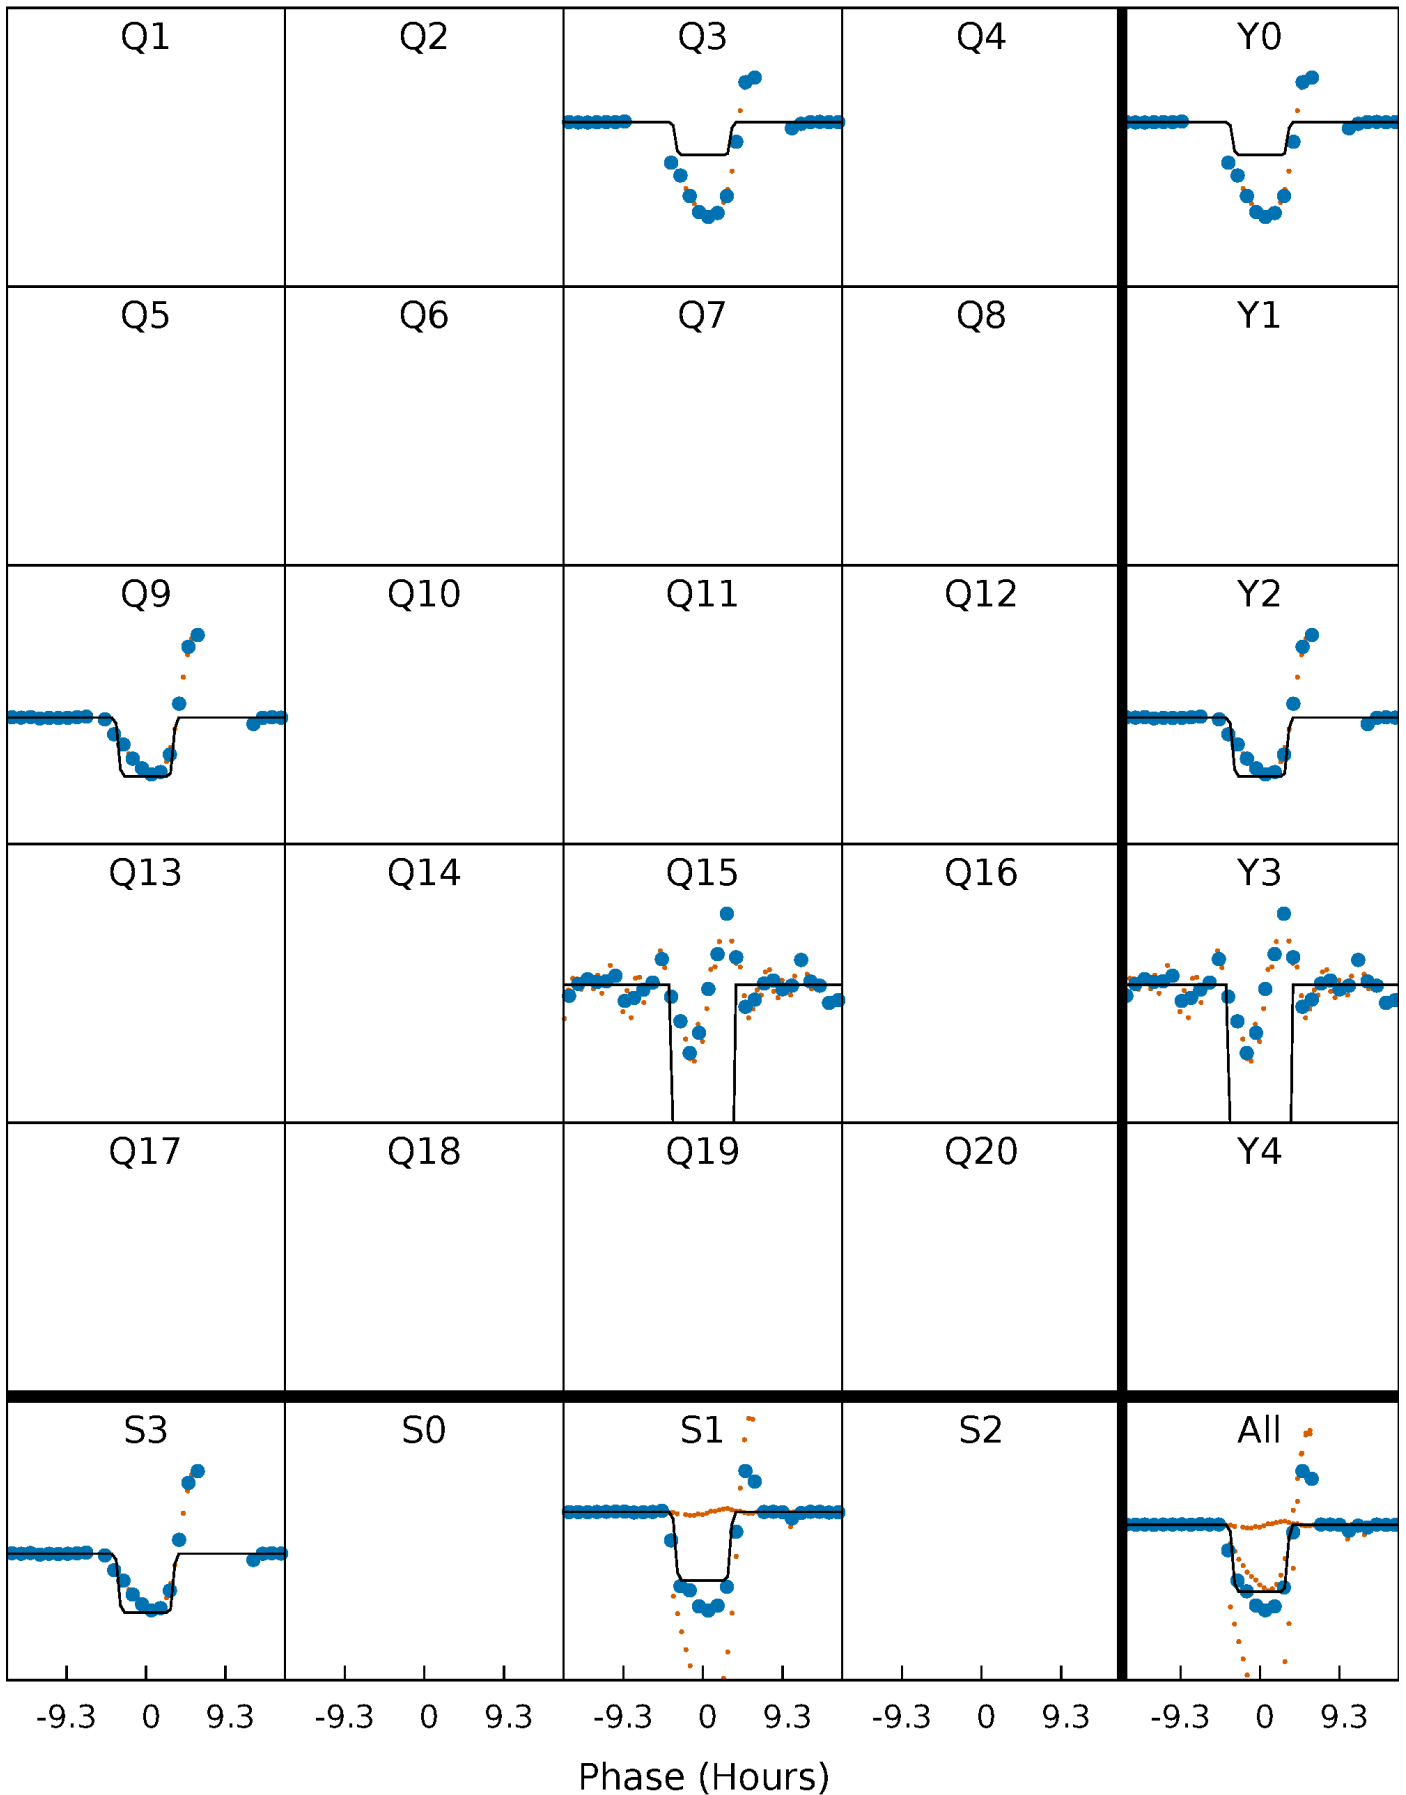 Q1 Q2 Q3 Q4 Y0
Q5 Q6 Q7 Q8 Y1
Q9 Q10 Q11 Q12 Y2
Q13 Q14 Q15 Q16 Y3
Q17 Q18 Q19 Q20 Y4
S3 S0 S1 S2 All
-9.3 0 9.3 -9.3 0 9.3 -9.3 0 9.3 -9.3 0 9.3 -9.3 0 9.3
Phase (Hours)